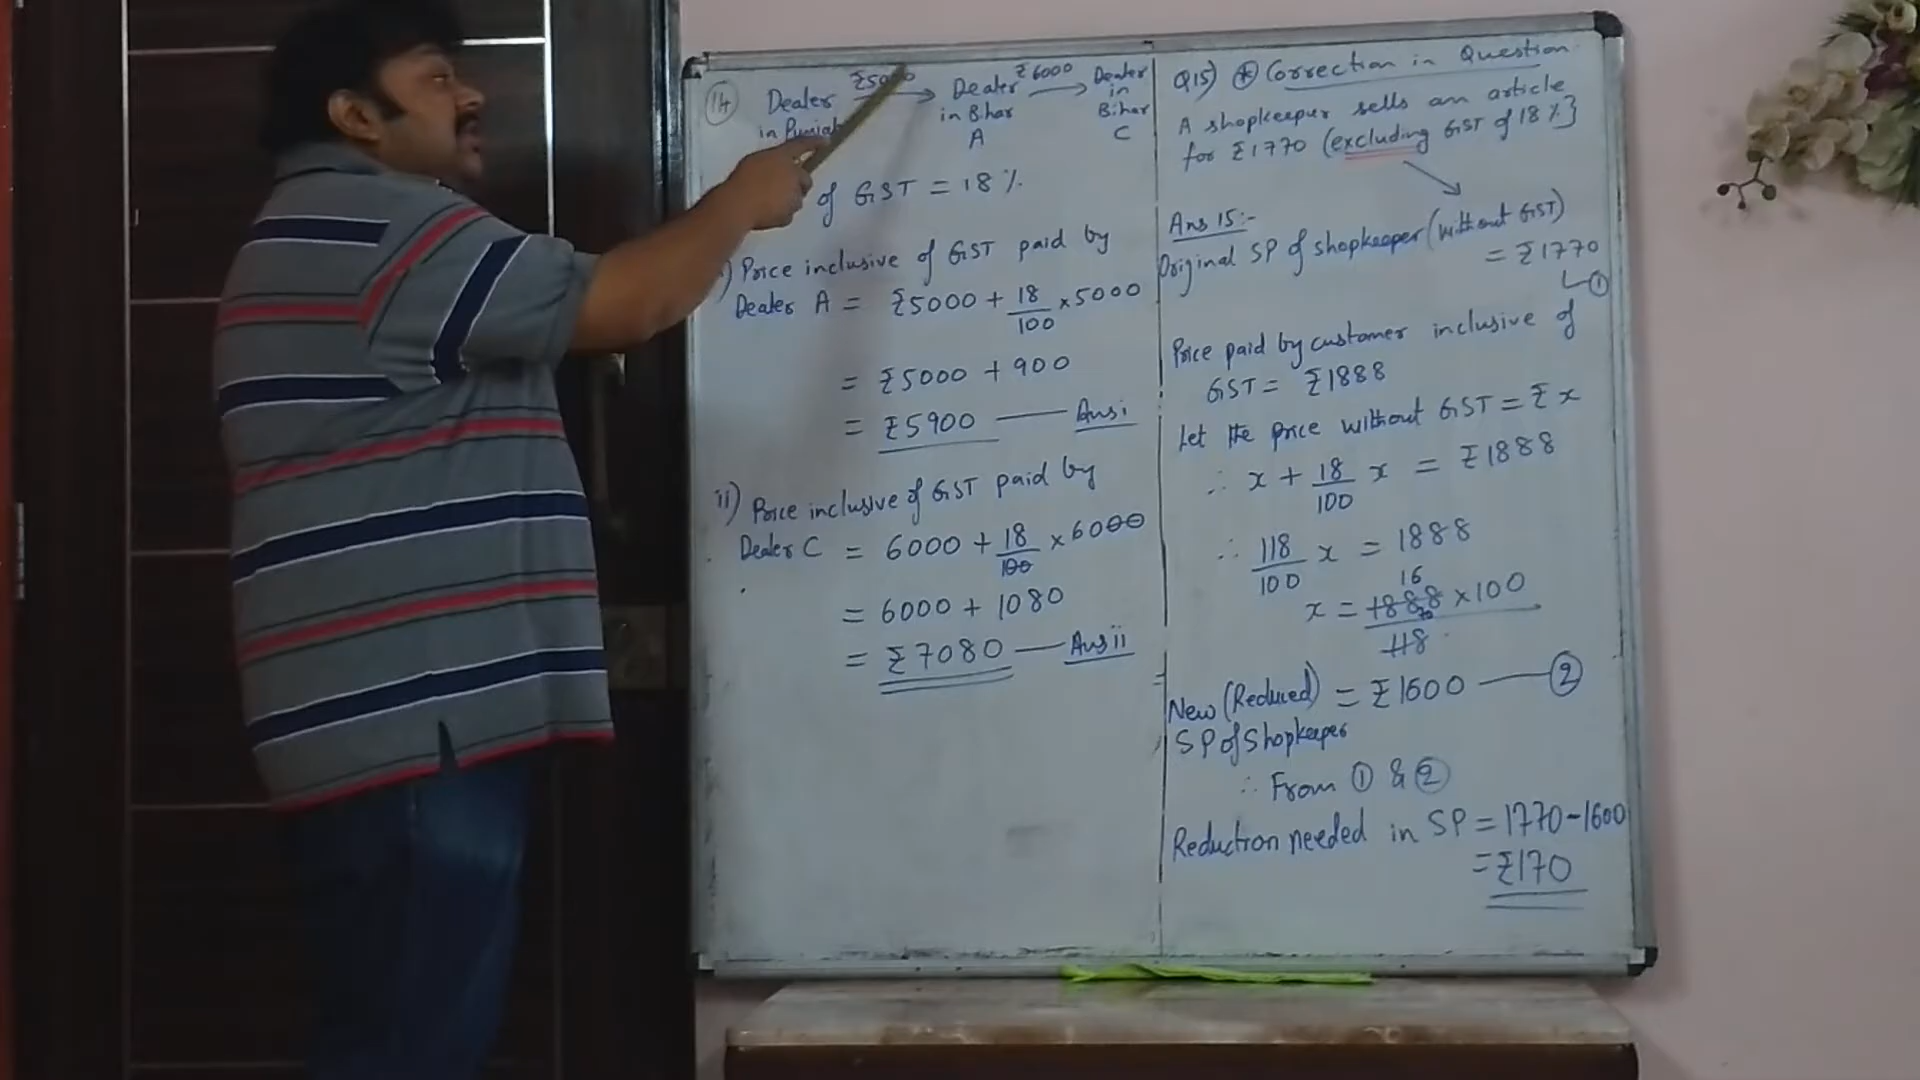 14 Dealer ₹5000 → Dealer ₹6000 → Dealer
in Punjab in Bhar in Bihar
A C
of GST = 18%
Price inclusive of GST paid by
Dealer A = ₹5000 + 18/100 × 5000
= ₹5000 + 900
= ₹5900 — Ans i
ii) Price inclusive of GST paid by
Dealer C = 6000 + 18/100 × 6000
= 6000 + 1080
= ₹7080 — Ans ii
Q15) * Correction in Question
A shopkeeper sells an article
for ₹1770 (excluding GST of 18%}
Ans 15:-
Original SP of shopkeeper (without GST)
= ₹1770
①
Price paid by customer inclusive of
GST = ₹1888
Let the price without GST = ₹ x
∴ x + 18/100 x = ₹1888
∴ 118/100 x = 1888
16
x = 1888 × 100
118
New (Reduced) = ₹1600 — ②
SP of Shopkeeper
∴ From ① & ②
Reduction needed in SP = 1770-1600
= ₹170